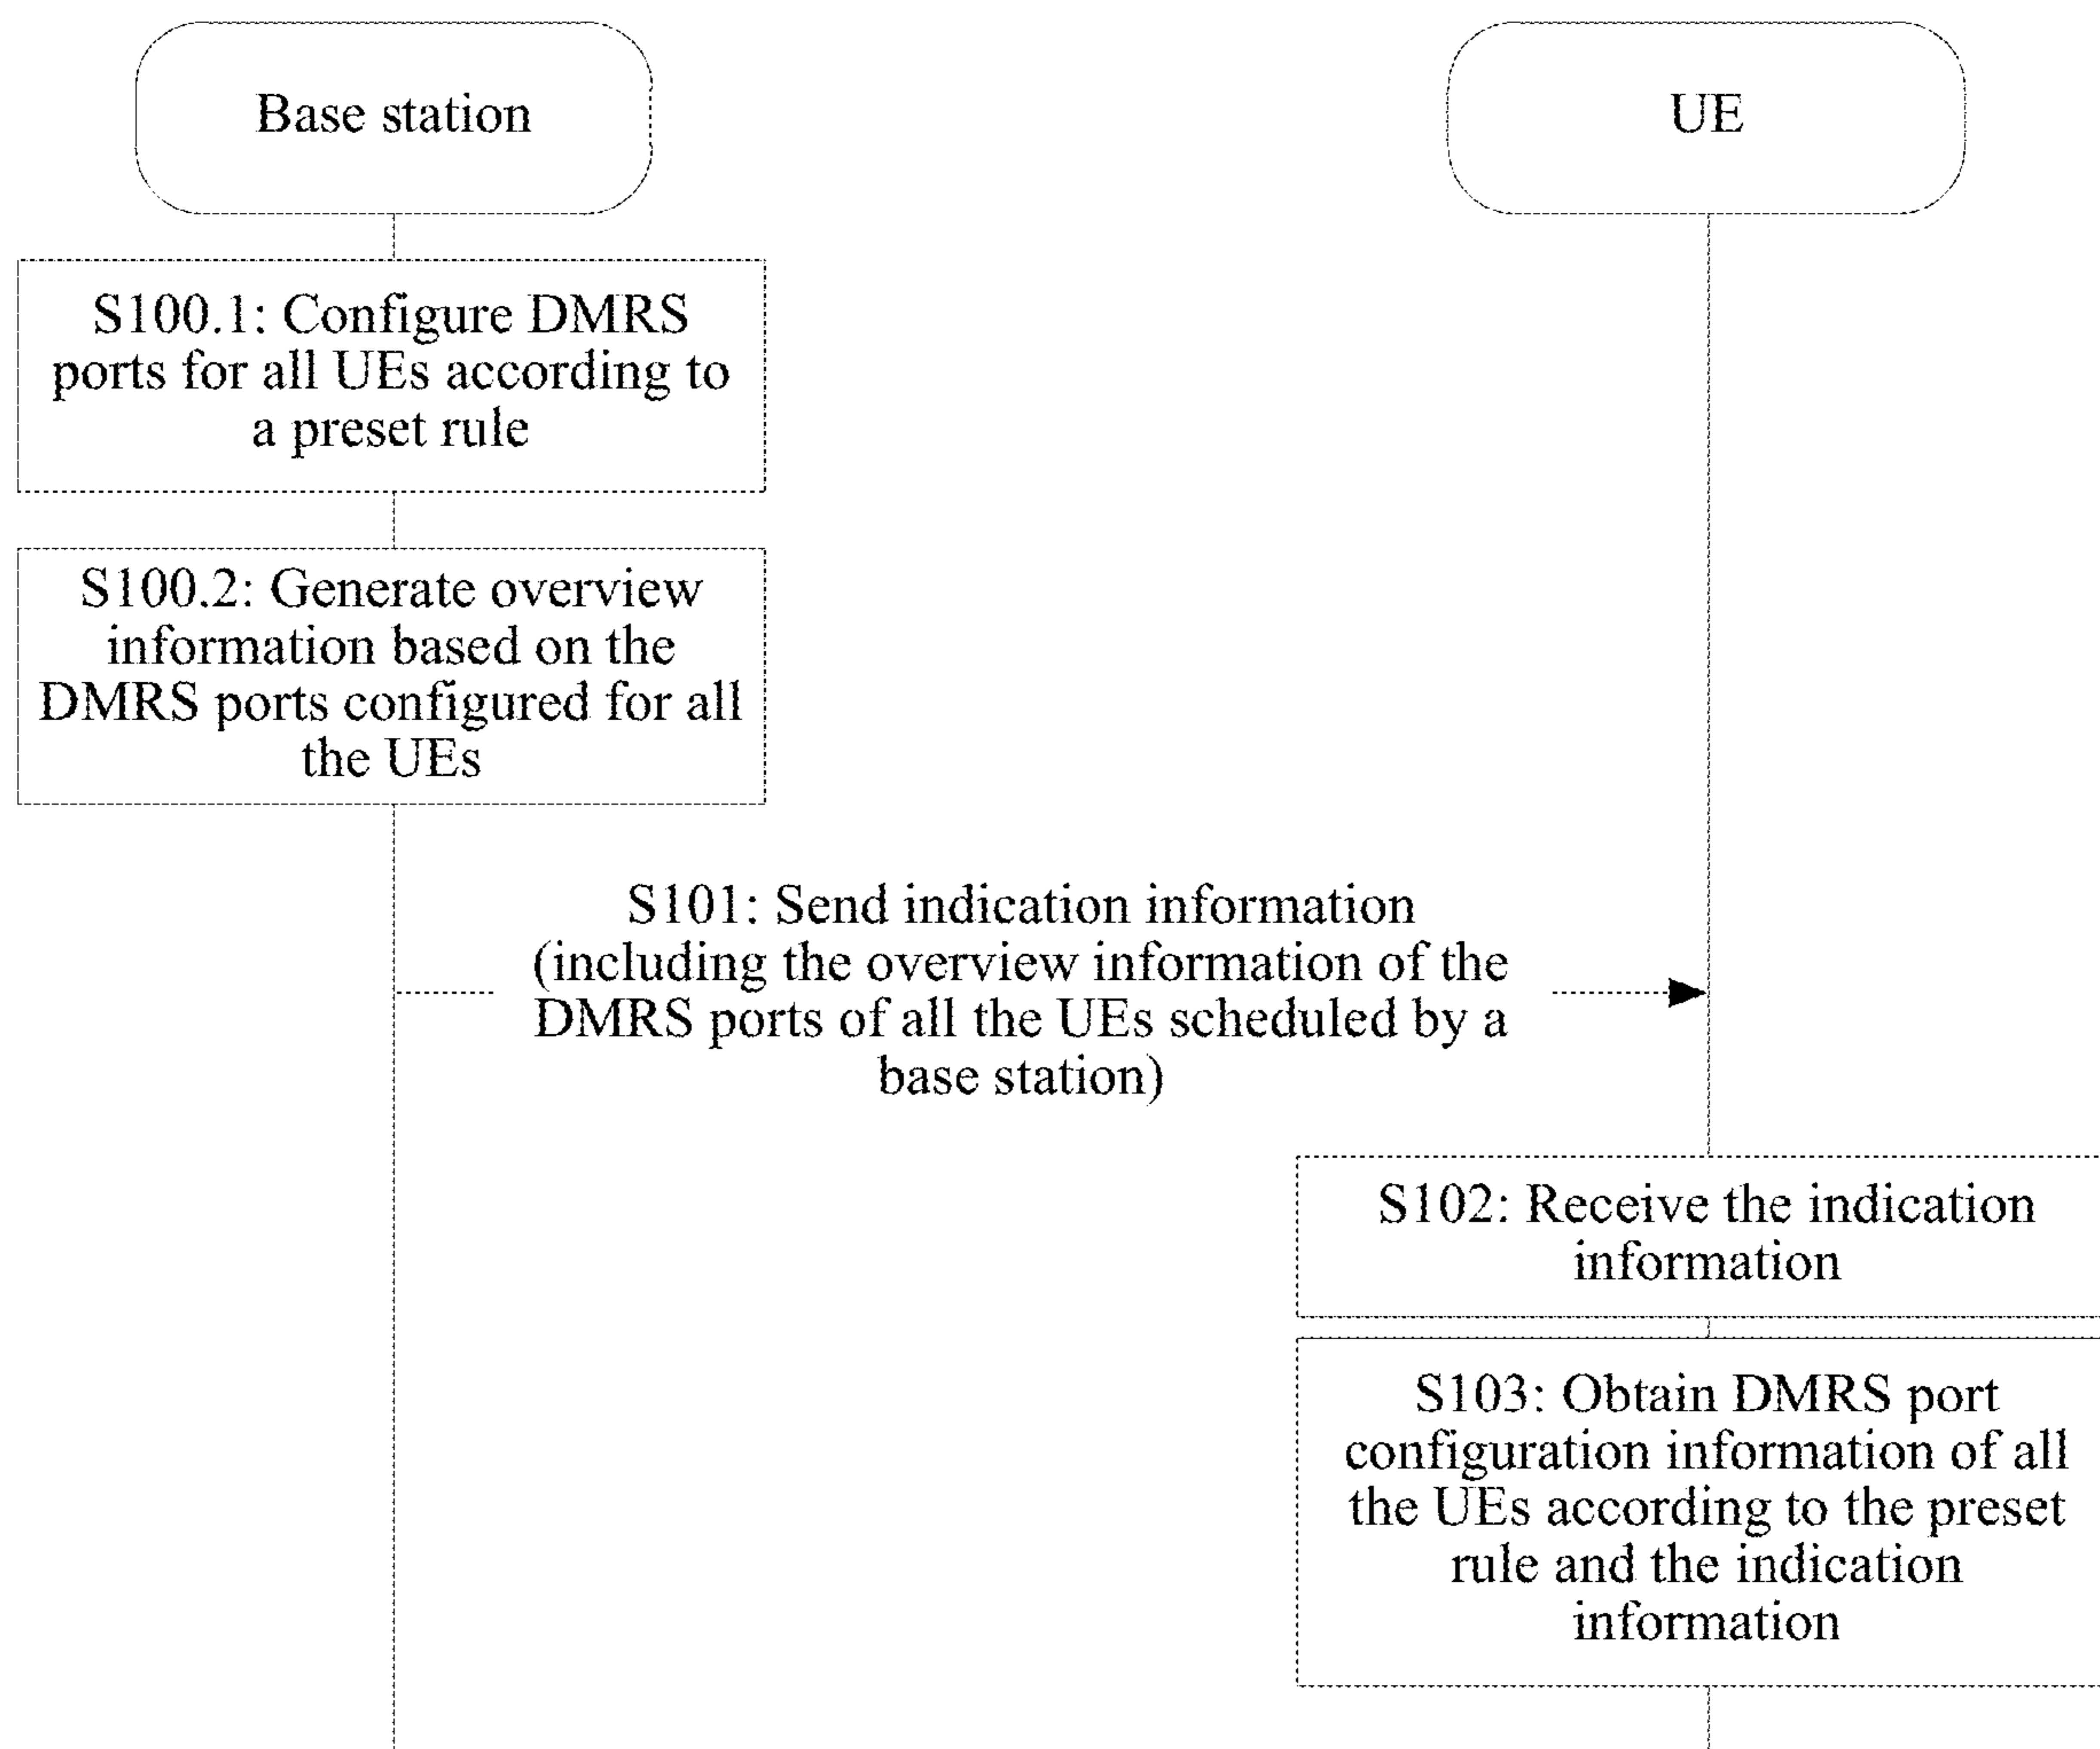 Base station
UE
S100.1: Configure DMRS
ports for all UEs according to
a preset rule
S100.2: Generate overview
information based on the
DMRS ports configured for all
the UEs
S101: Send indication information
(including the overview information of the
DMRS ports of all the UEs scheduled by a
base station)
S102: Receive the indication
information
S103: Obtain DMRS port
configuration information of all
the UEs according to the preset
rule and the indication
information